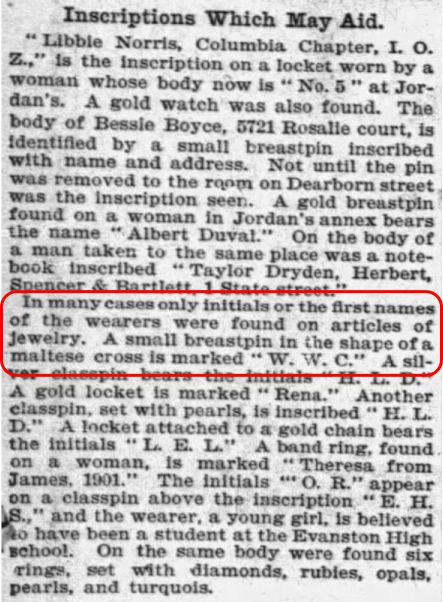 Inscriptions Which May Aid.
"Libbie Norris, Columbia Chapter, I. O.
Z.," is the inscription on a locket worn by a
woman whose body now is "No. 5" at Jor-
dan's. A gold watch was also found. The
body of Bessie Boyce, 5721 Rosalie court, is
identified by a small breastpin inscribed
with name and address. Not until the pin
was removed to the room on Dearborn street
was the inscription seen. A gold breastpin
found on a woman in Jordan's annex bears
the name "Albert Duval." On the body of
a man taken to the same place was a note-
book inscribed "Taylor Dryden, Herbert,
Spencer & Bartlett, 1 State street."
In many cases only initials or the first names
of the wearers were found on articles of
jewelry. A small breastpin in the shape of a
maltese cross is marked "W. W. C." A sil-
ver classpin bears the initials "H. L. D."
A gold locket is marked "Rena." Another
classpin, set with pearls, is inscribed "H. L.
D." A locket attached to a gold chain bears
the initials "L. E. L." A band ring, found
on a woman, is marked "Theresa from
James, 1901." The initials "'O. R." appear
on a classpin above the inscription "E. H.
S.," and the wearer, a young girl, is believed
to have been a student at the Evanston High
school. On the same body were found six
rings, set with diamonds, rubies, opals,
pearls, and turquois.